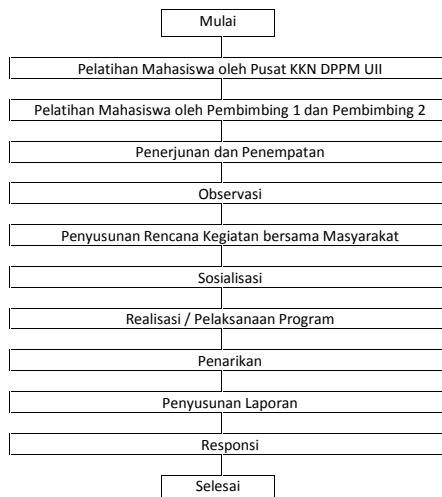 Mulai
Pelatihan Mahasiswa oleh Pusat KKN DPPM UII
Pelatihan Mahasiswa oleh Pembimbing 1 dan Pembimbing 2
Penerjunan dan Penempatan
Observasi
Penyusunan Rencana Kegiatan bersama Masyarakat
Sosialisasi
Realisasi / Pelaksanaan Program
Penarikan
Penyusunan Laporan
Responsi
Selesai